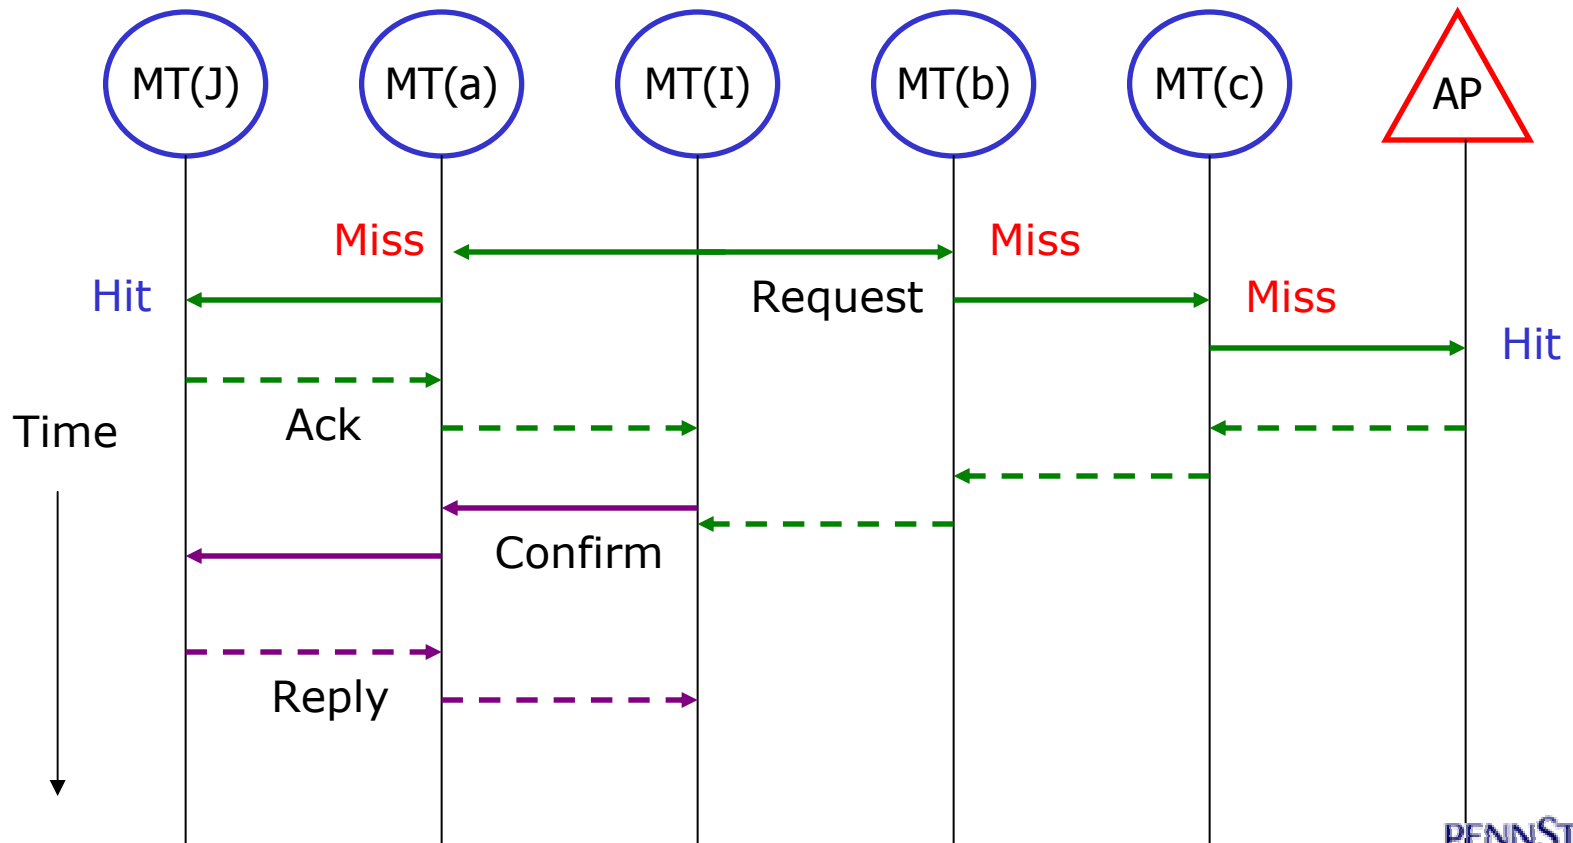 MT(J) MT(a) MT(I) MT(b) MT(c) AP
Miss Miss
Hit Request Miss
Hit
Time Ack
Confirm
Reply